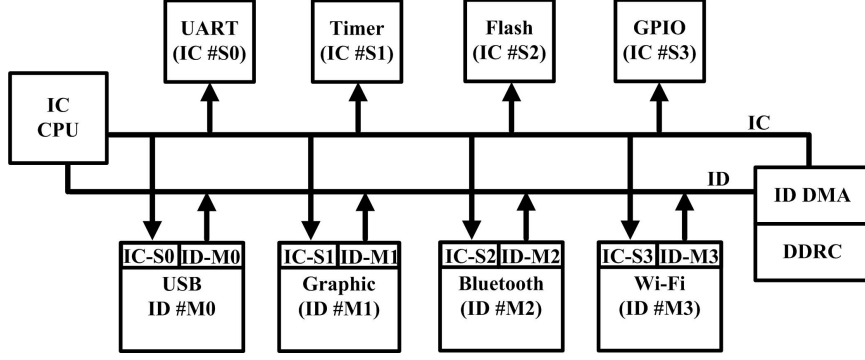 UART
(IC #S0)
Timer
(IC #S1)
Flash
(IC #S2)
GPIO
(IC #S3)
IC
CPU
IC
ID
ID DMA
DDRC
IC-S0
ID-M0
USB
ID #M0
IC-S1
ID-M1
Graphic
(ID #M1)
IC-S2
ID-M2
Bluetooth
(ID #M2)
IC-S3
ID-M3
Wi-Fi
(ID #M3)